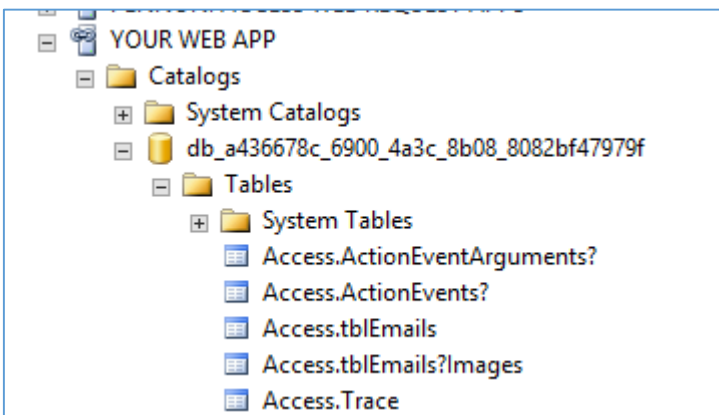 YOUR WEB APP
Catalogs
System Catalogs
db_a436678c_6900_4a3c_8b08_8082bf47979f
Tables
System Tables
Access.ActionEventArguments?
Access.ActionEvents?
Access.tblEmails
Access.tblEmails?Images
Access.Trace